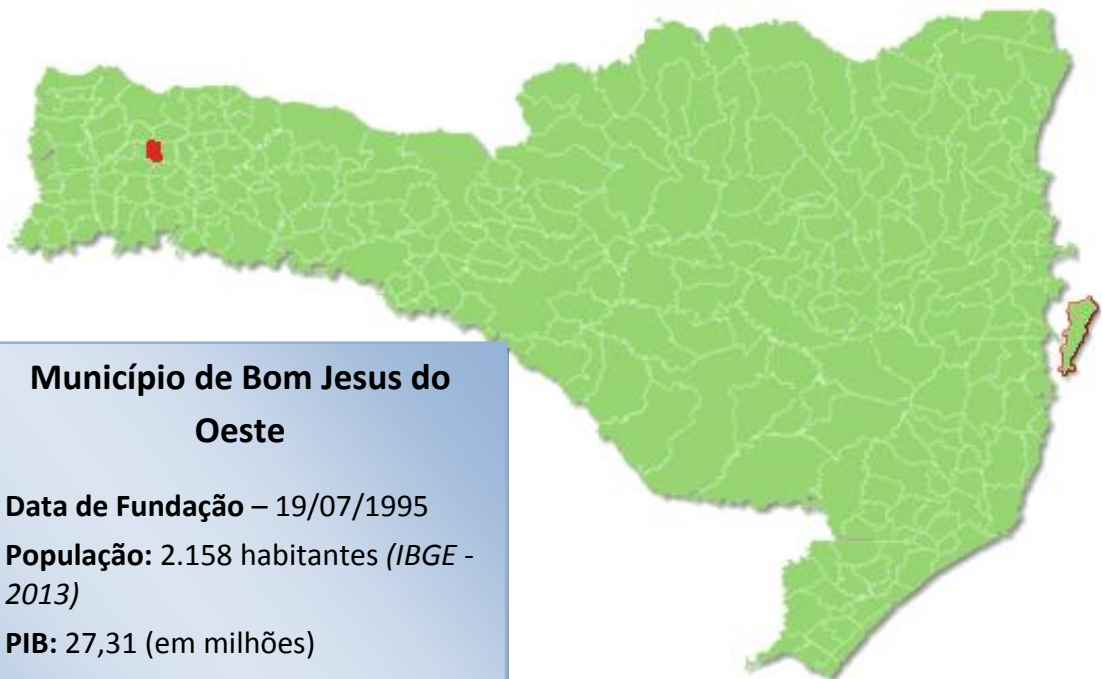 Município de Bom Jesus do
Oeste
Data de Fundação – 19/07/1995
População: 2.158 habitantes (IBGE -
2013)
PIB: 27,31 (em milhões)